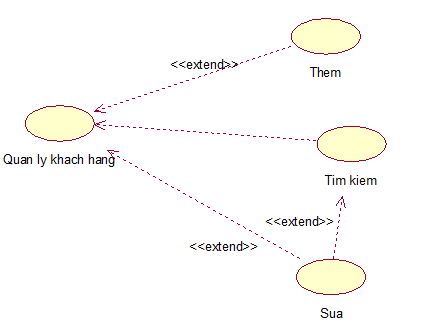 <<extend>>
Them
Quan ly khach hang
Tim kiem
<<extend>>
<<extend>>
Sua